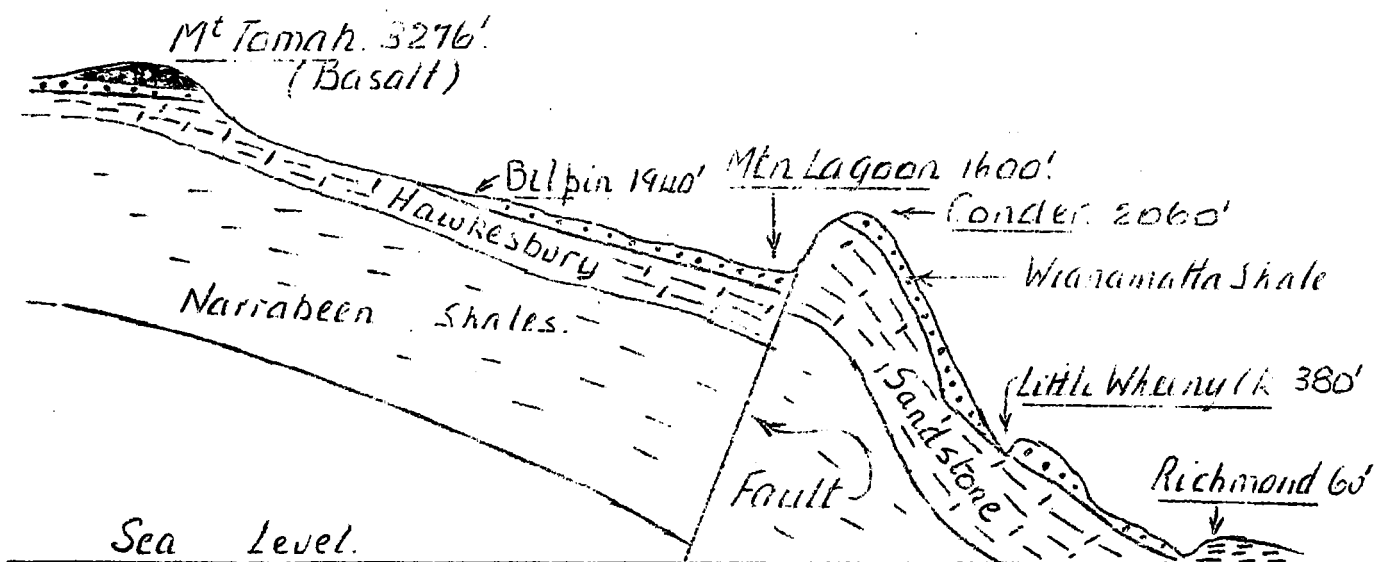 Mt Tomah. 3276'.
(Basalt)
Bilpin 1940'
Mtn Lagoon 1600'.
Conder. 2060'
Hawkesbury
Wianamatta Shale
Narrabeen Shales.
Little Wheeny Ck 380'
Sandstone
Fault
Richmond 60'
Sea Level.